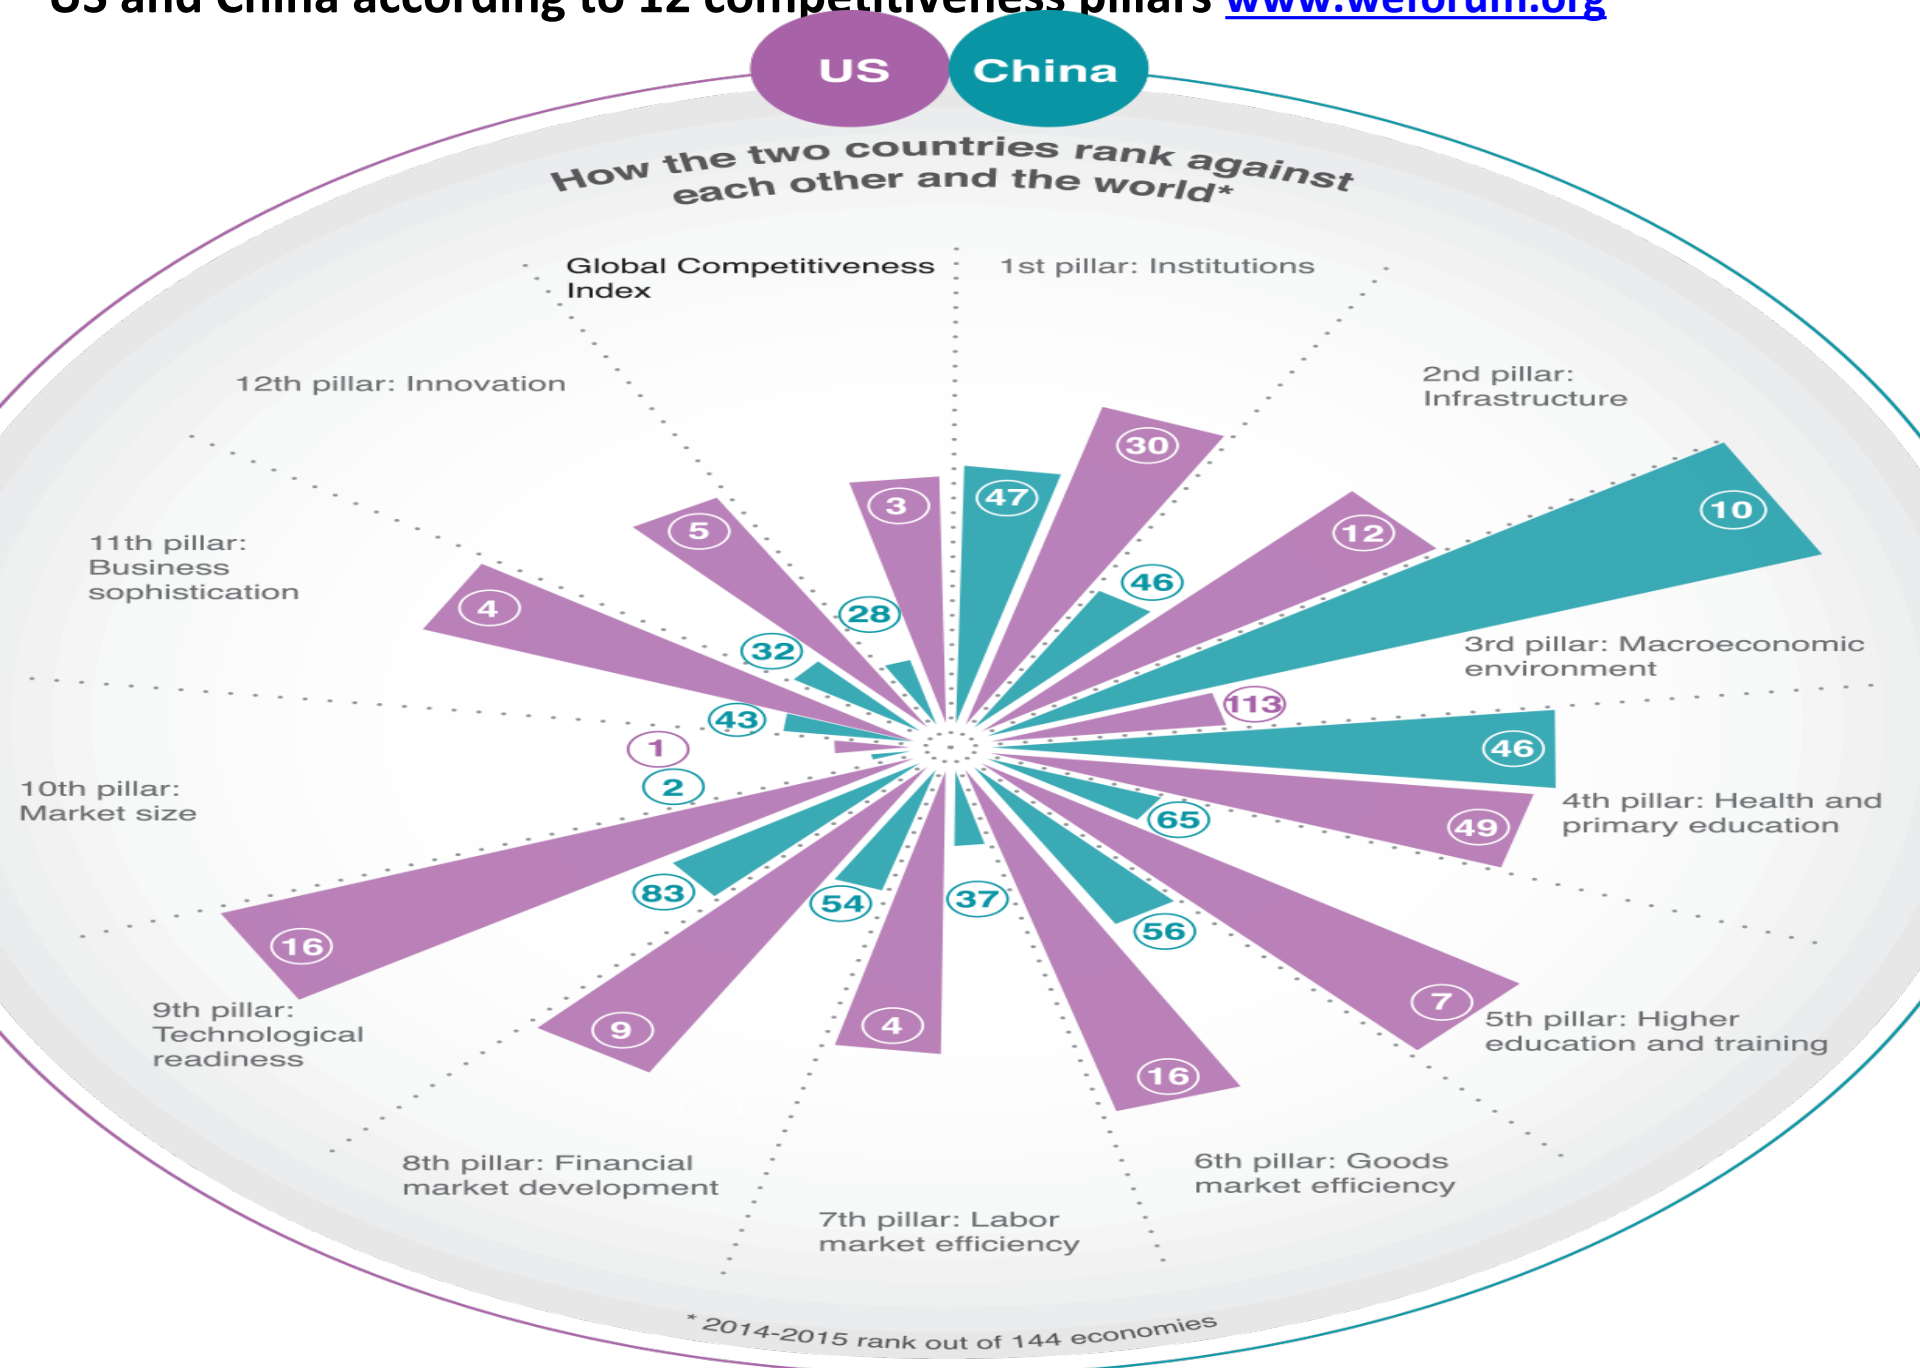 US and China according to 12 competitiveness pillars www.weforum.org
US
China
How the two countries rank against
each other and the world*
Global Competitiveness
Index
3
28
1st pillar: Institutions
47
30
2nd pillar:
Infrastructure
46
12
3rd pillar: Macroeconomic
environment
10
113
4th pillar: Health and
primary education
46
49
5th pillar: Higher
education and training
65
7
6th pillar: Goods
market efficiency
56
16
7th pillar: Labor
market efficiency
37
4
8th pillar: Financial
market development
54
9
9th pillar:
Technological
readiness
83
16
10th pillar:
Market size
1
2
11th pillar:
Business
sophistication
43
4
12th pillar: Innovation
32
5
* 2014-2015 rank out of 144 economies